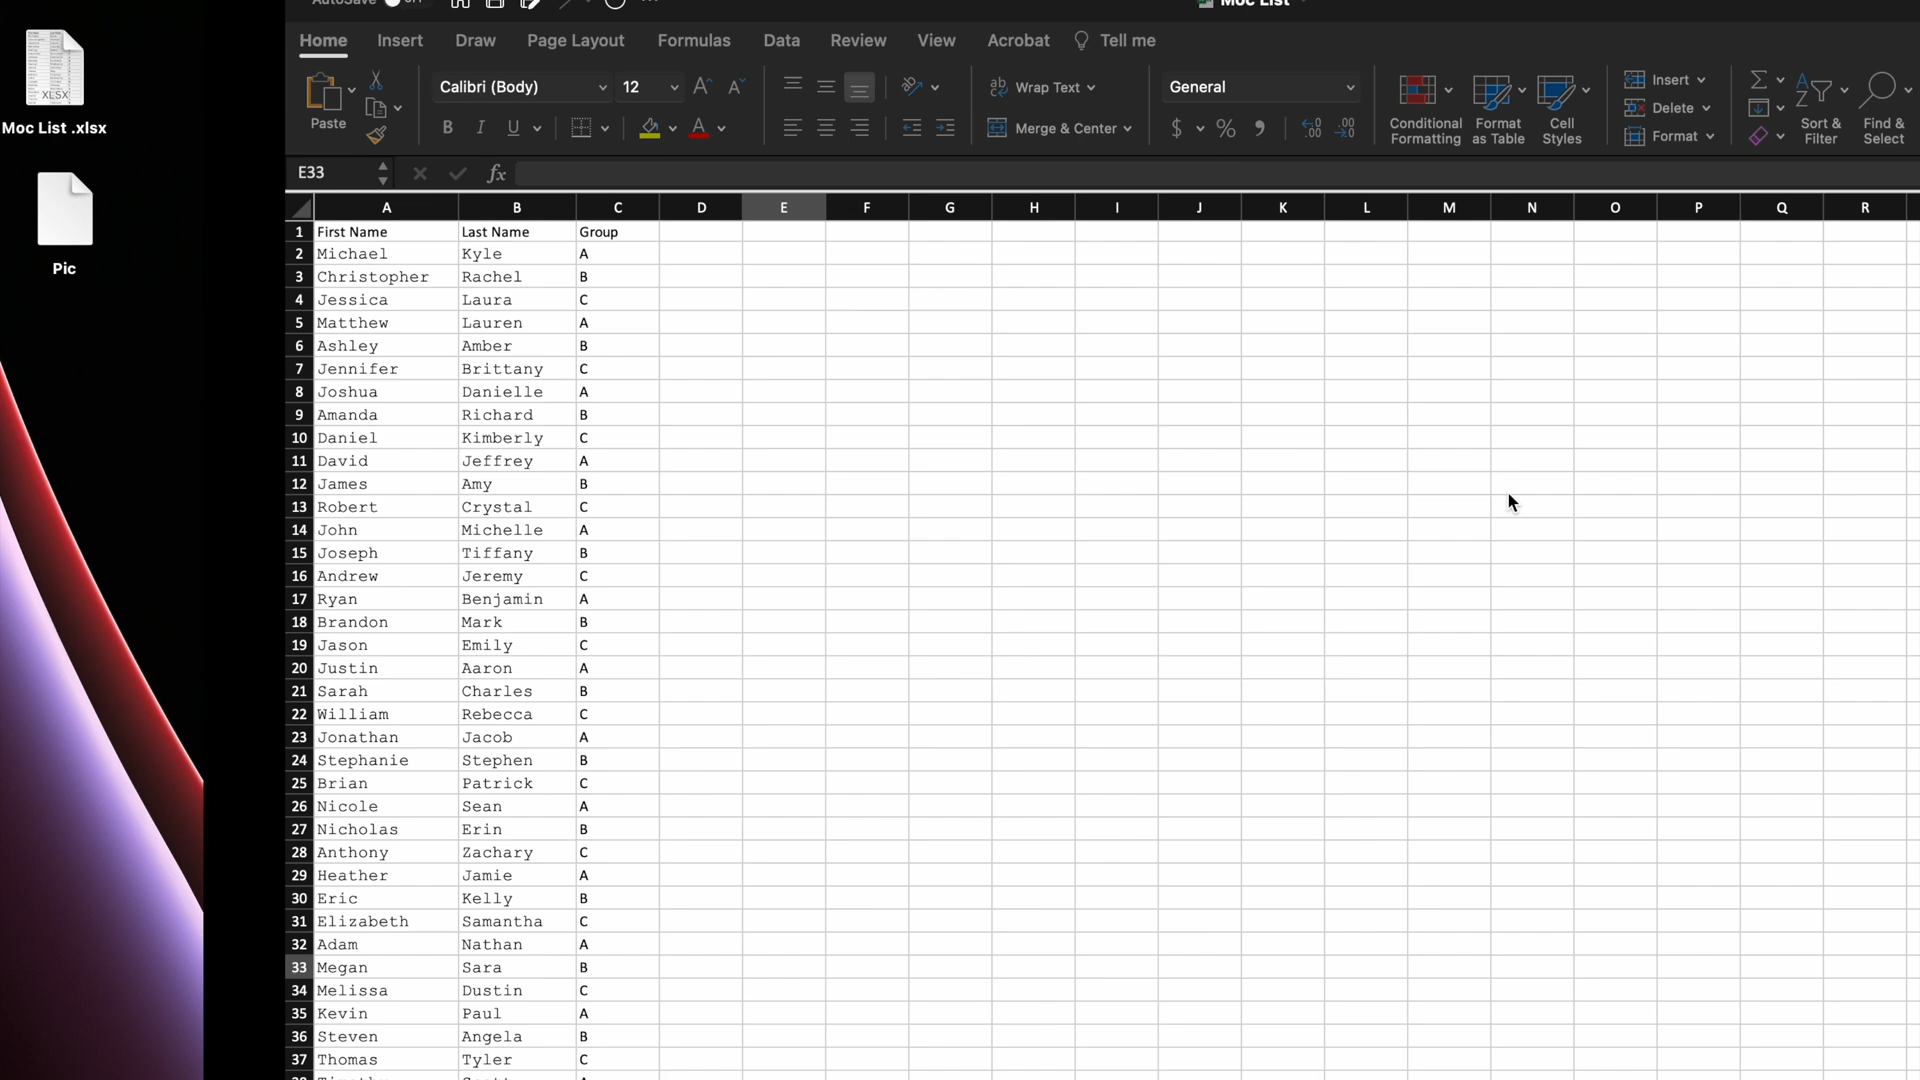 AutoSave
Moc List
Home Insert Draw Page Layout Formulas Data Review View Acrobat Tell me
XLSX
Moc List .xlsx
Pic
Paste
Calibri (Body) 12
B I U A
Wrap Text
Merge & Center
General
$ %
Conditional Formatting
Format as Table
Cell Styles
Insert
Delete
Format
Sort & Filter
Find & Select
E33 fx
A B C D E F G H I J K L M N O P Q R
1 First Name Last Name Group
2 Michael Kyle A
3 Christopher Rachel B
4 Jessica Laura C
5 Matthew Lauren A
6 Ashley Amber B
7 Jennifer Brittany C
8 Joshua Danielle A
9 Amanda Richard B
10 Daniel Kimberly C
11 David Jeffrey A
12 James Amy B
13 Robert Crystal C
14 John Michelle A
15 Joseph Tiffany B
16 Andrew Jeremy C
17 Ryan Benjamin A
18 Brandon Mark B
19 Jason Emily C
20 Justin Aaron A
21 Sarah Charles B
22 William Rebecca C
23 Jonathan Jacob A
24 Stephanie Stephen B
25 Brian Patrick C
26 Nicole Sean A
27 Nicholas Erin B
28 Anthony Zachary C
29 Heather Jamie A
30 Eric Kelly B
31 Elizabeth Samantha C
32 Adam Nathan A
33 Megan Sara B
34 Melissa Dustin C
35 Kevin Paul A
36 Steven Angela B
37 Thomas Tyler C